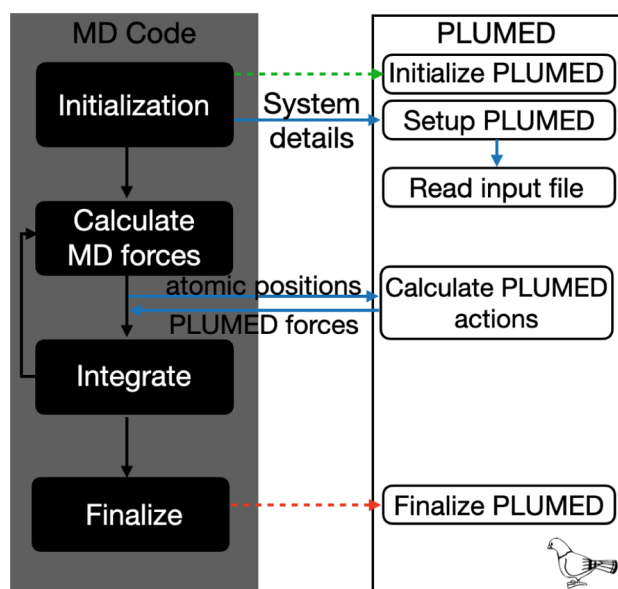 MD Code
PLUMED
Initialization
Initialize PLUMED
System
details
Setup PLUMED
Read input file
Calculate
MD forces
atomic positions
PLUMED forces
Calculate PLUMED
actions
Integrate
Finalize
Finalize PLUMED